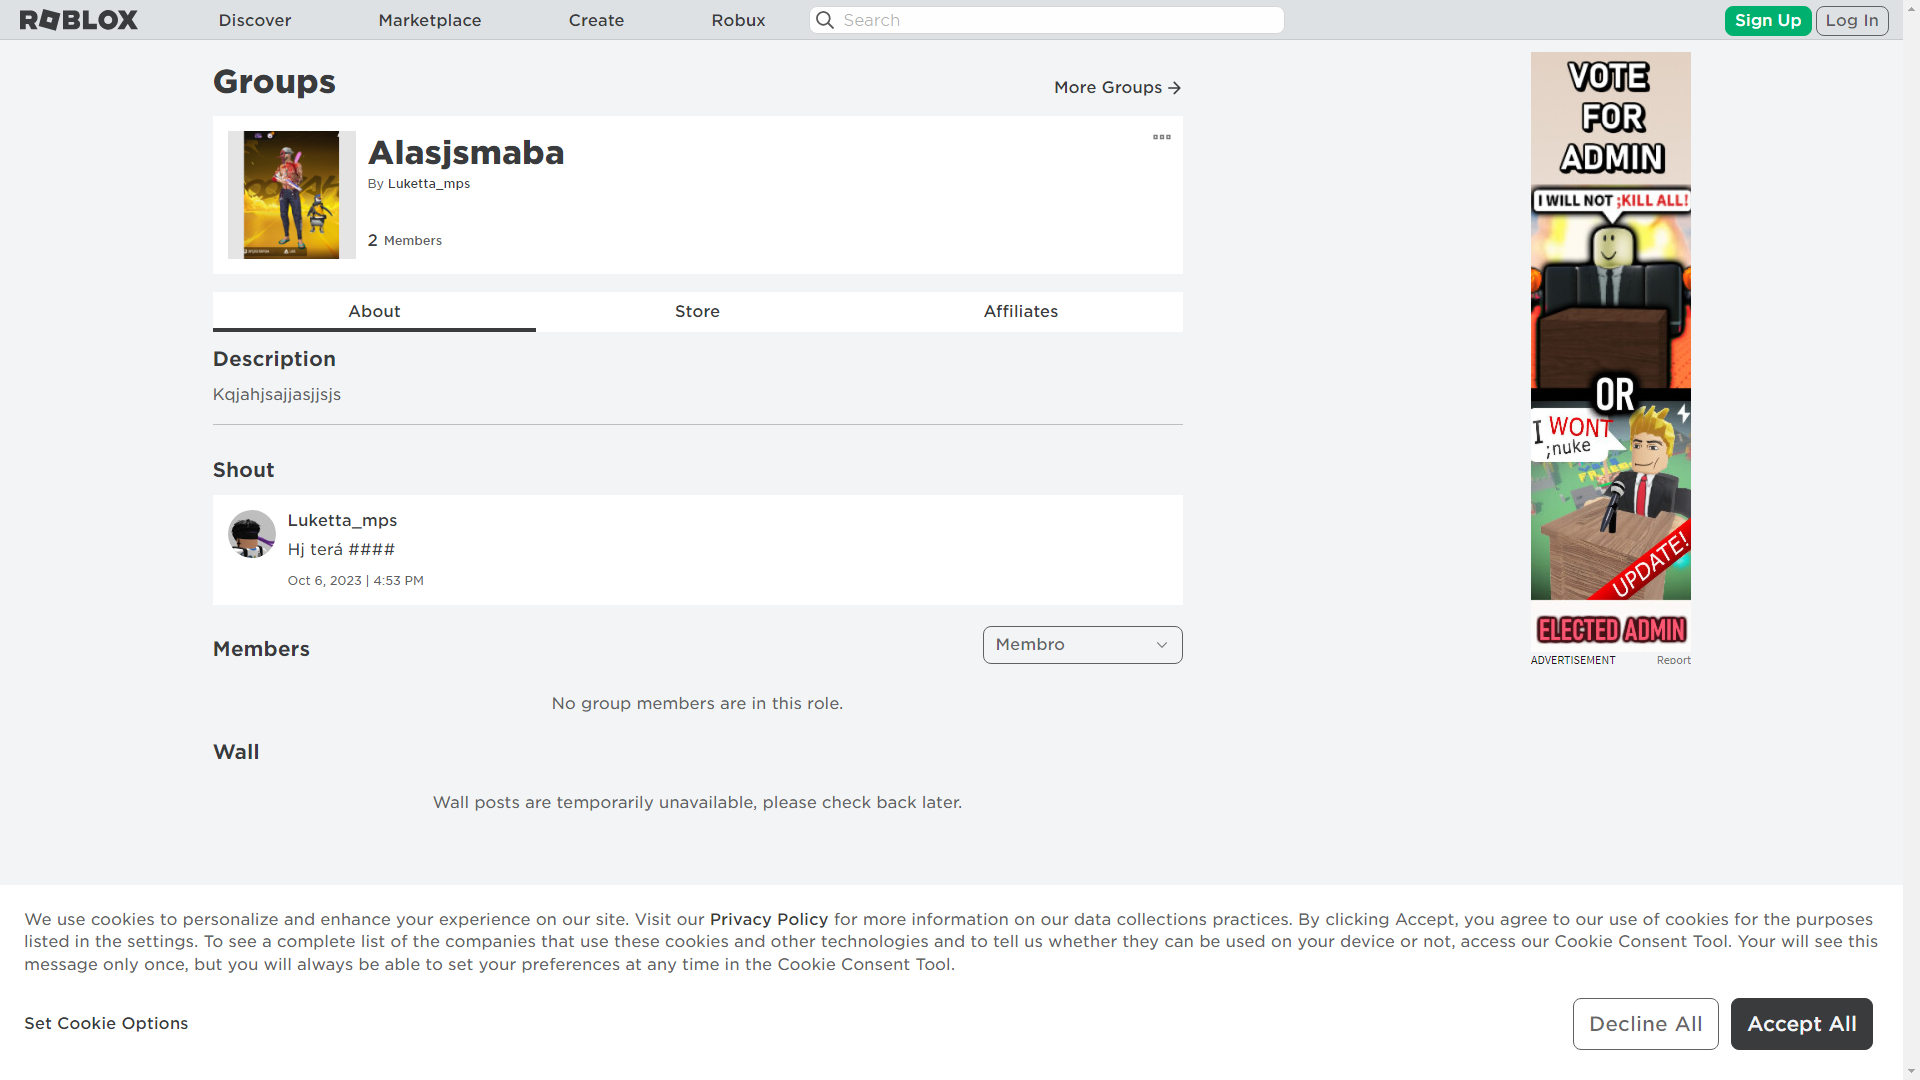 ROBLOX
Discover
Marketplace
Create
Robux
Search
Sign Up
Log In
Groups
More Groups
Alasjsmaba
By Luketta_mps
2 Members
About
Store
Affiliates
Description
Kqjahjsajjasjjsjs
Shout
Luketta_mps
Hj terá ####
Oct 6, 2023 | 4:53 PM
Members
Membro
No group members are in this role.
Wall
Wall posts are temporarily unavailable, please check back later.
VOTE
FOR
ADMIN
I WILL NOT ;KILL ALL!
OR
I WONT
;nuke
UPDATE!
ELECTED ADMIN
ADVERTISEMENT
Report
We use cookies to personalize and enhance your experience on our site. Visit our Privacy Policy for more information on our data collections practices. By clicking Accept, you agree to our use of cookies for the purposes
listed in the settings. To see a complete list of the companies that use these cookies and other technologies and to tell us whether they can be used on your device or not, access our Cookie Consent Tool. Your will see this
message only once, but you will always be able to set your preferences at any time in the Cookie Consent Tool.
Set Cookie Options
Decline All
Accept All